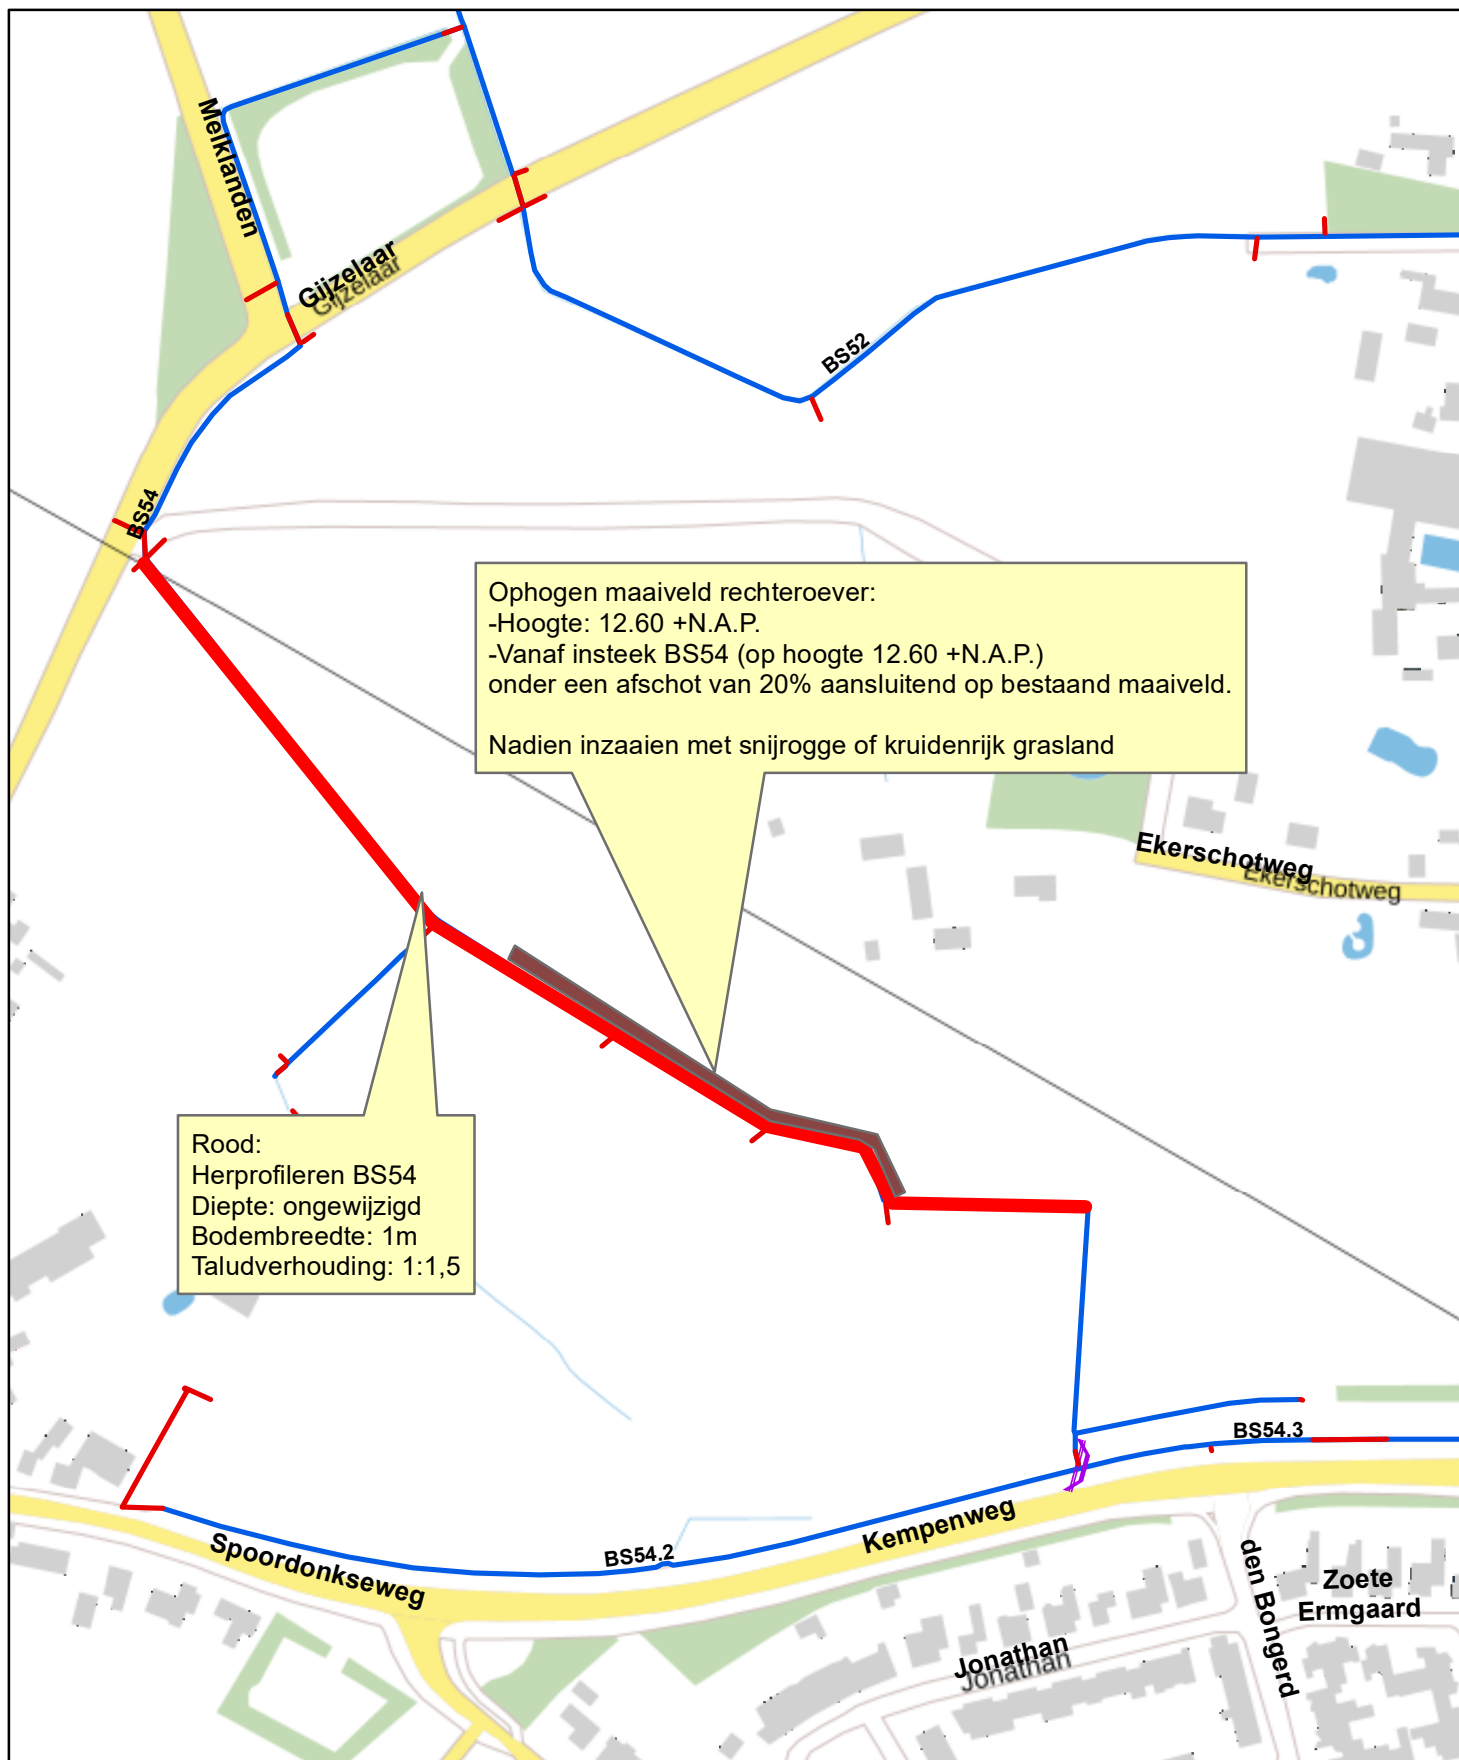 Melklanden
Gijzelaar
Gijzelaar
BS52
BS54
Ophogen maaiveld rechteroever:
-Hoogte: 12.60 +N.A.P.
-Vanaf insteek BS54 (op hoogte 12.60 +N.A.P.)
onder een afschot van 20% aansluitend op bestaand maaiveld.
Nadien inzaaien met snijrogge of kruidenrijk grasland
Ekerschotweg
Ekerschotweg
Rood:
Herprofileren BS54
Diepte: ongewijzigd
Bodembreedte: 1m
Taludverhouding: 1:1,5
BS54.3
Kempenweg
BS54.2
Spoordonkseweg
den Bongerd
Zoete
Ermgaard
Jonathan
Jonathan